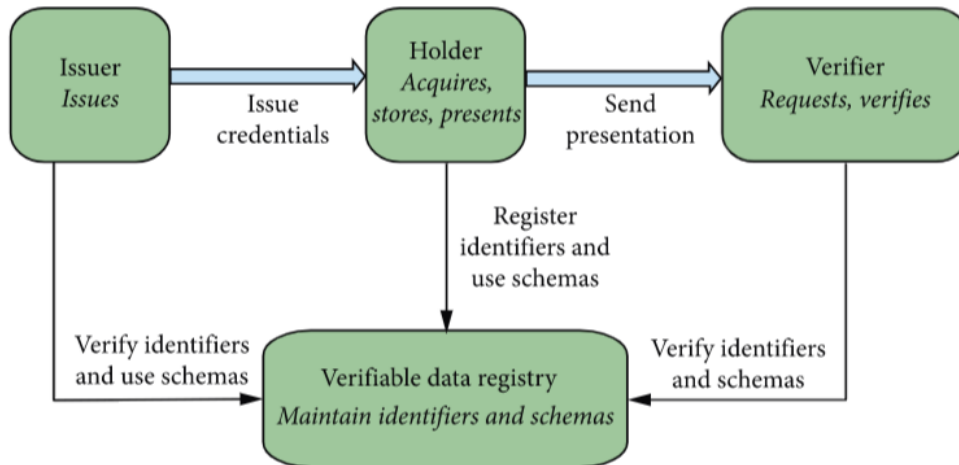 Issuer
Issues
Holder
Acquires,
stores, presents
Verifier
Requests, verifies
Issue
credentials
Send
presentation
Register
identifiers and
use schemas
Verify identifiers
and use schemas
Verify identifiers
and schemas
Verifiable data registry
Maintain identifiers and schemas